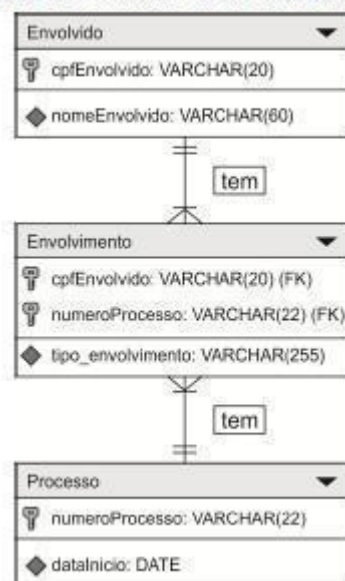 Envolvido
cpfEnvolvido: VARCHAR(20)
nomeEnvolvido: VARCHAR(60)
tem
Envolvimento
cpfEnvolvido: VARCHAR(20) (FK)
numeroProcesso: VARCHAR(22) (FK)
tipo_envolvimento: VARCHAR(255)
tem
Processo
numeroProcesso: VARCHAR(22)
dataInicio: DATE